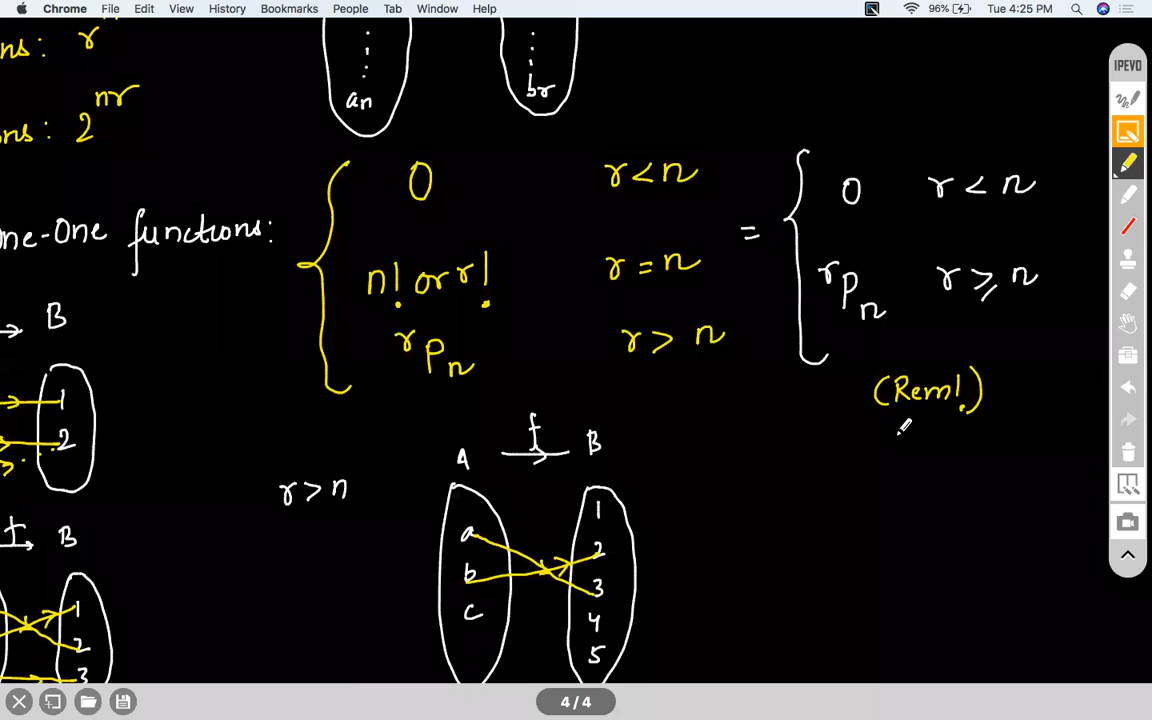 Chrome File Edit View History Bookmarks People Tab Window Help 96% Tue 4:25 PM
IPEVO
ns: r
an br
ns: 2^nr
One-One functions: { 0 r < n = { 0 r < n
n! or r! r = n rPn r ≥ n
rPn r > n
(Rem!)
B
1
2
r > n
A f B
a 1
b 2
c 3
4
5
f B
1
2
3
4 / 4